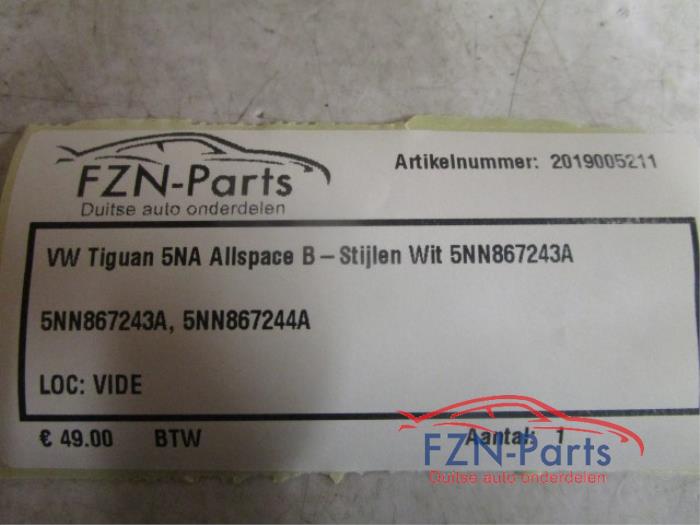 FZN-Parts
Duitse auto onderdelen
Artikelnummer: 2019005211
VW Tiguan 5NA Allspace B-Stijlen Wit 5NN867243A
5NN867243A, 5NN867244A
LOC: VIDE
€ 49.00 BTW Aantal: 1
FZN-Parts
Duitse auto onderdelen